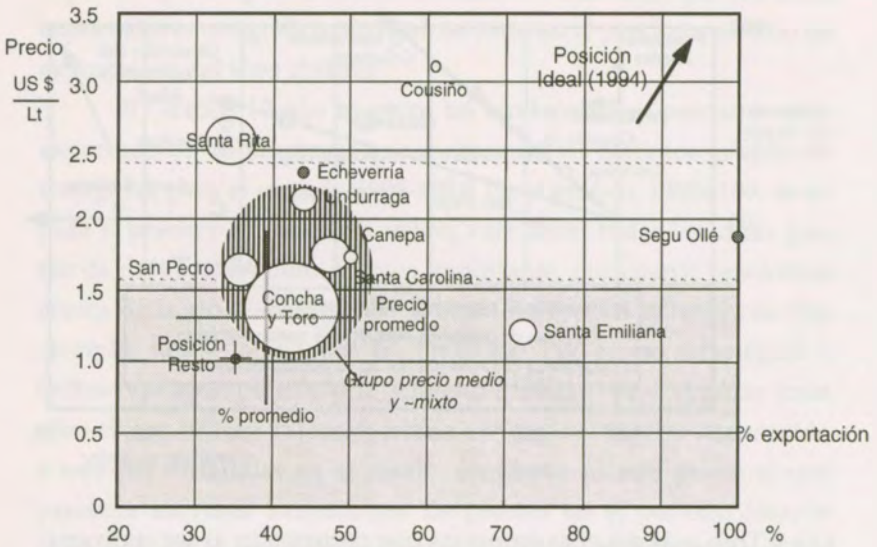 3.5
Precio
US $
Lt
3.0
2.5
2.0
1.5
1.0
0.5
0
Posición
Ideal (1994)
Cousiño
Santa Rita
Echeverría
Undurraga
Canepa
Segu Ollé
San Pedro
Santa Carolina
Concha
y Toro
Precio
promedio
Santa Emiliana
Posición
Resto
Grupo precio medio
y ~mixto
% promedio
% exportación
20 30 40 50 60 70 80 90 100 %